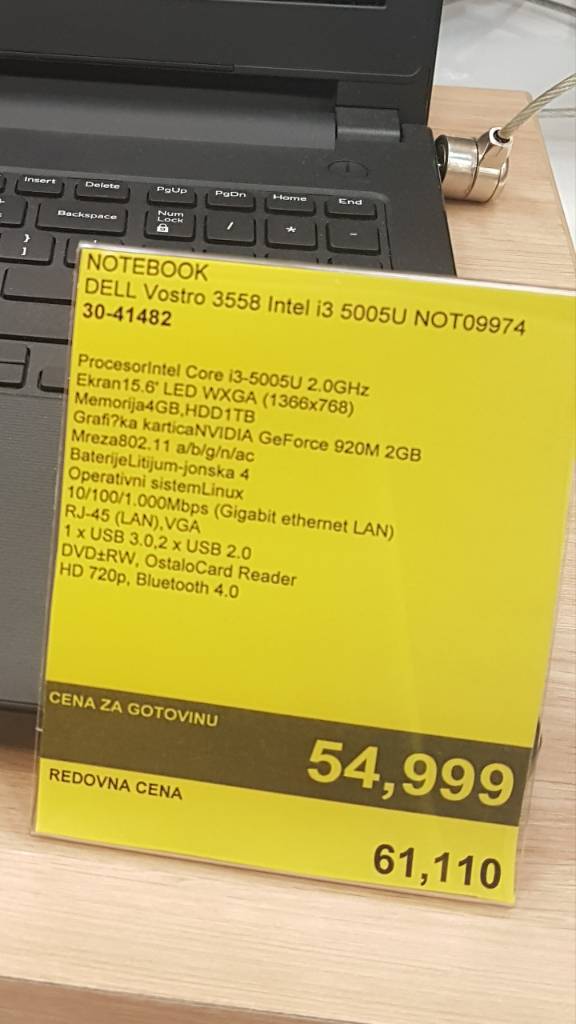 Insert Delete PgUp PgDn Home End
Backspace Num Lock / * -
}
]
NOTEBOOK
DELL Vostro 3558 Intel i3 5005U NOT09974
30-41482
ProcesorIntel Core i3-5005U 2.0GHz
Ekran15.6' LED WXGA (1366x768)
Memorija4GB,HDD1TB
Grafi?ka karticaNVIDIA GeForce 920M 2GB
Mreza802.11 a/b/g/n/ac
BaterijeLitijum-jonska 4
Operativni sistemLinux
10/100/1.000Mbps (Gigabit ethernet LAN)
RJ-45 (LAN),VGA
1 x USB 3.0,2 x USB 2.0
DVD±RW, OstaloCard Reader
HD 720p, Bluetooth 4.0
CENA ZA GOTOVINU
54,999
REDOVNA CENA
61,110